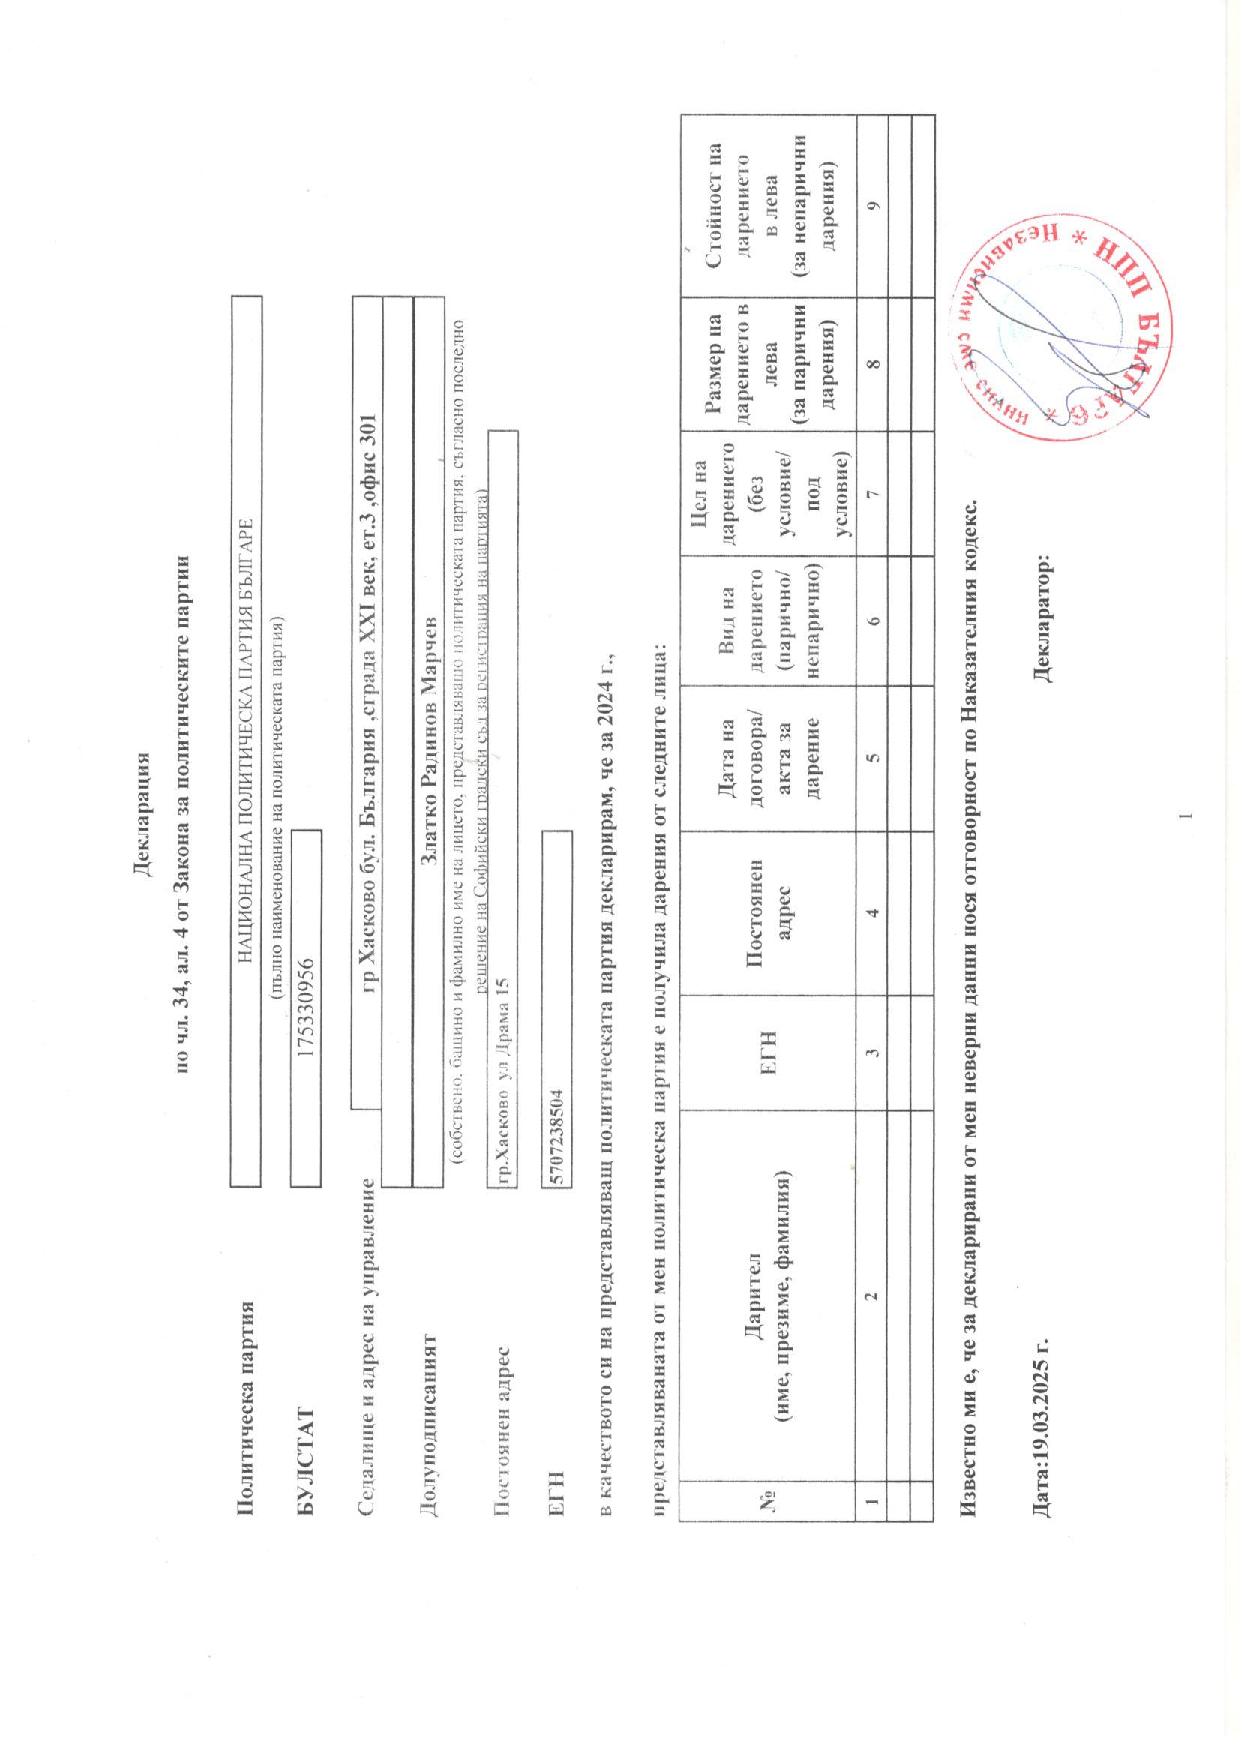 Декларация
по чл. 34, ал. 4 от Закона за политическите партии
Политическа партия НАЦИОНАЛНА ПОЛИТИЧЕСКА ПАРТИЯ БЪЛГАРЕ
(пълно наименование на политическата партия)
БУЛСТАТ 175330956
Седалище и адрес на управление гр Хасково бул. България ,сграда XXI век, ет.3 ,офис 301
Долуподписаният Златко Радинов Марчев
(собствено, бащино и фамилно име на лицето, представляващо политическата партия, съгласно последно
решение на Софийски градски съд за регистрация на партията)
Постоянен адрес гр.Хасково ул Драма 15
ЕГН 5707238504
в качеството си на представляващ политическата партия декларирам, че за 2024 г.,
представляваната от мен политическа партия е получила дарения от следните лица:
№ Дарител (име, презиме, фамилия) ЕГН Постоянен адрес Дата на договора/ акта за дарение Вид на дарението (парично/ непарично) Цел на дарението (без условие/ под условие) Размер на дарението в лева (за парични дарения) Стойност на дарението в лева (за непарични дарения)
1 2 3 4 5 6 7 8 9
Известно ми е, че за декларирани от мен неверни данни нося отговорност по Наказателния кодекс.
Дата:19.03.2025 г. Декларатор:
НПП БЪЛГАРЕ * НЕЗАВИСИМИ СМЕ СИЛНИ *
1